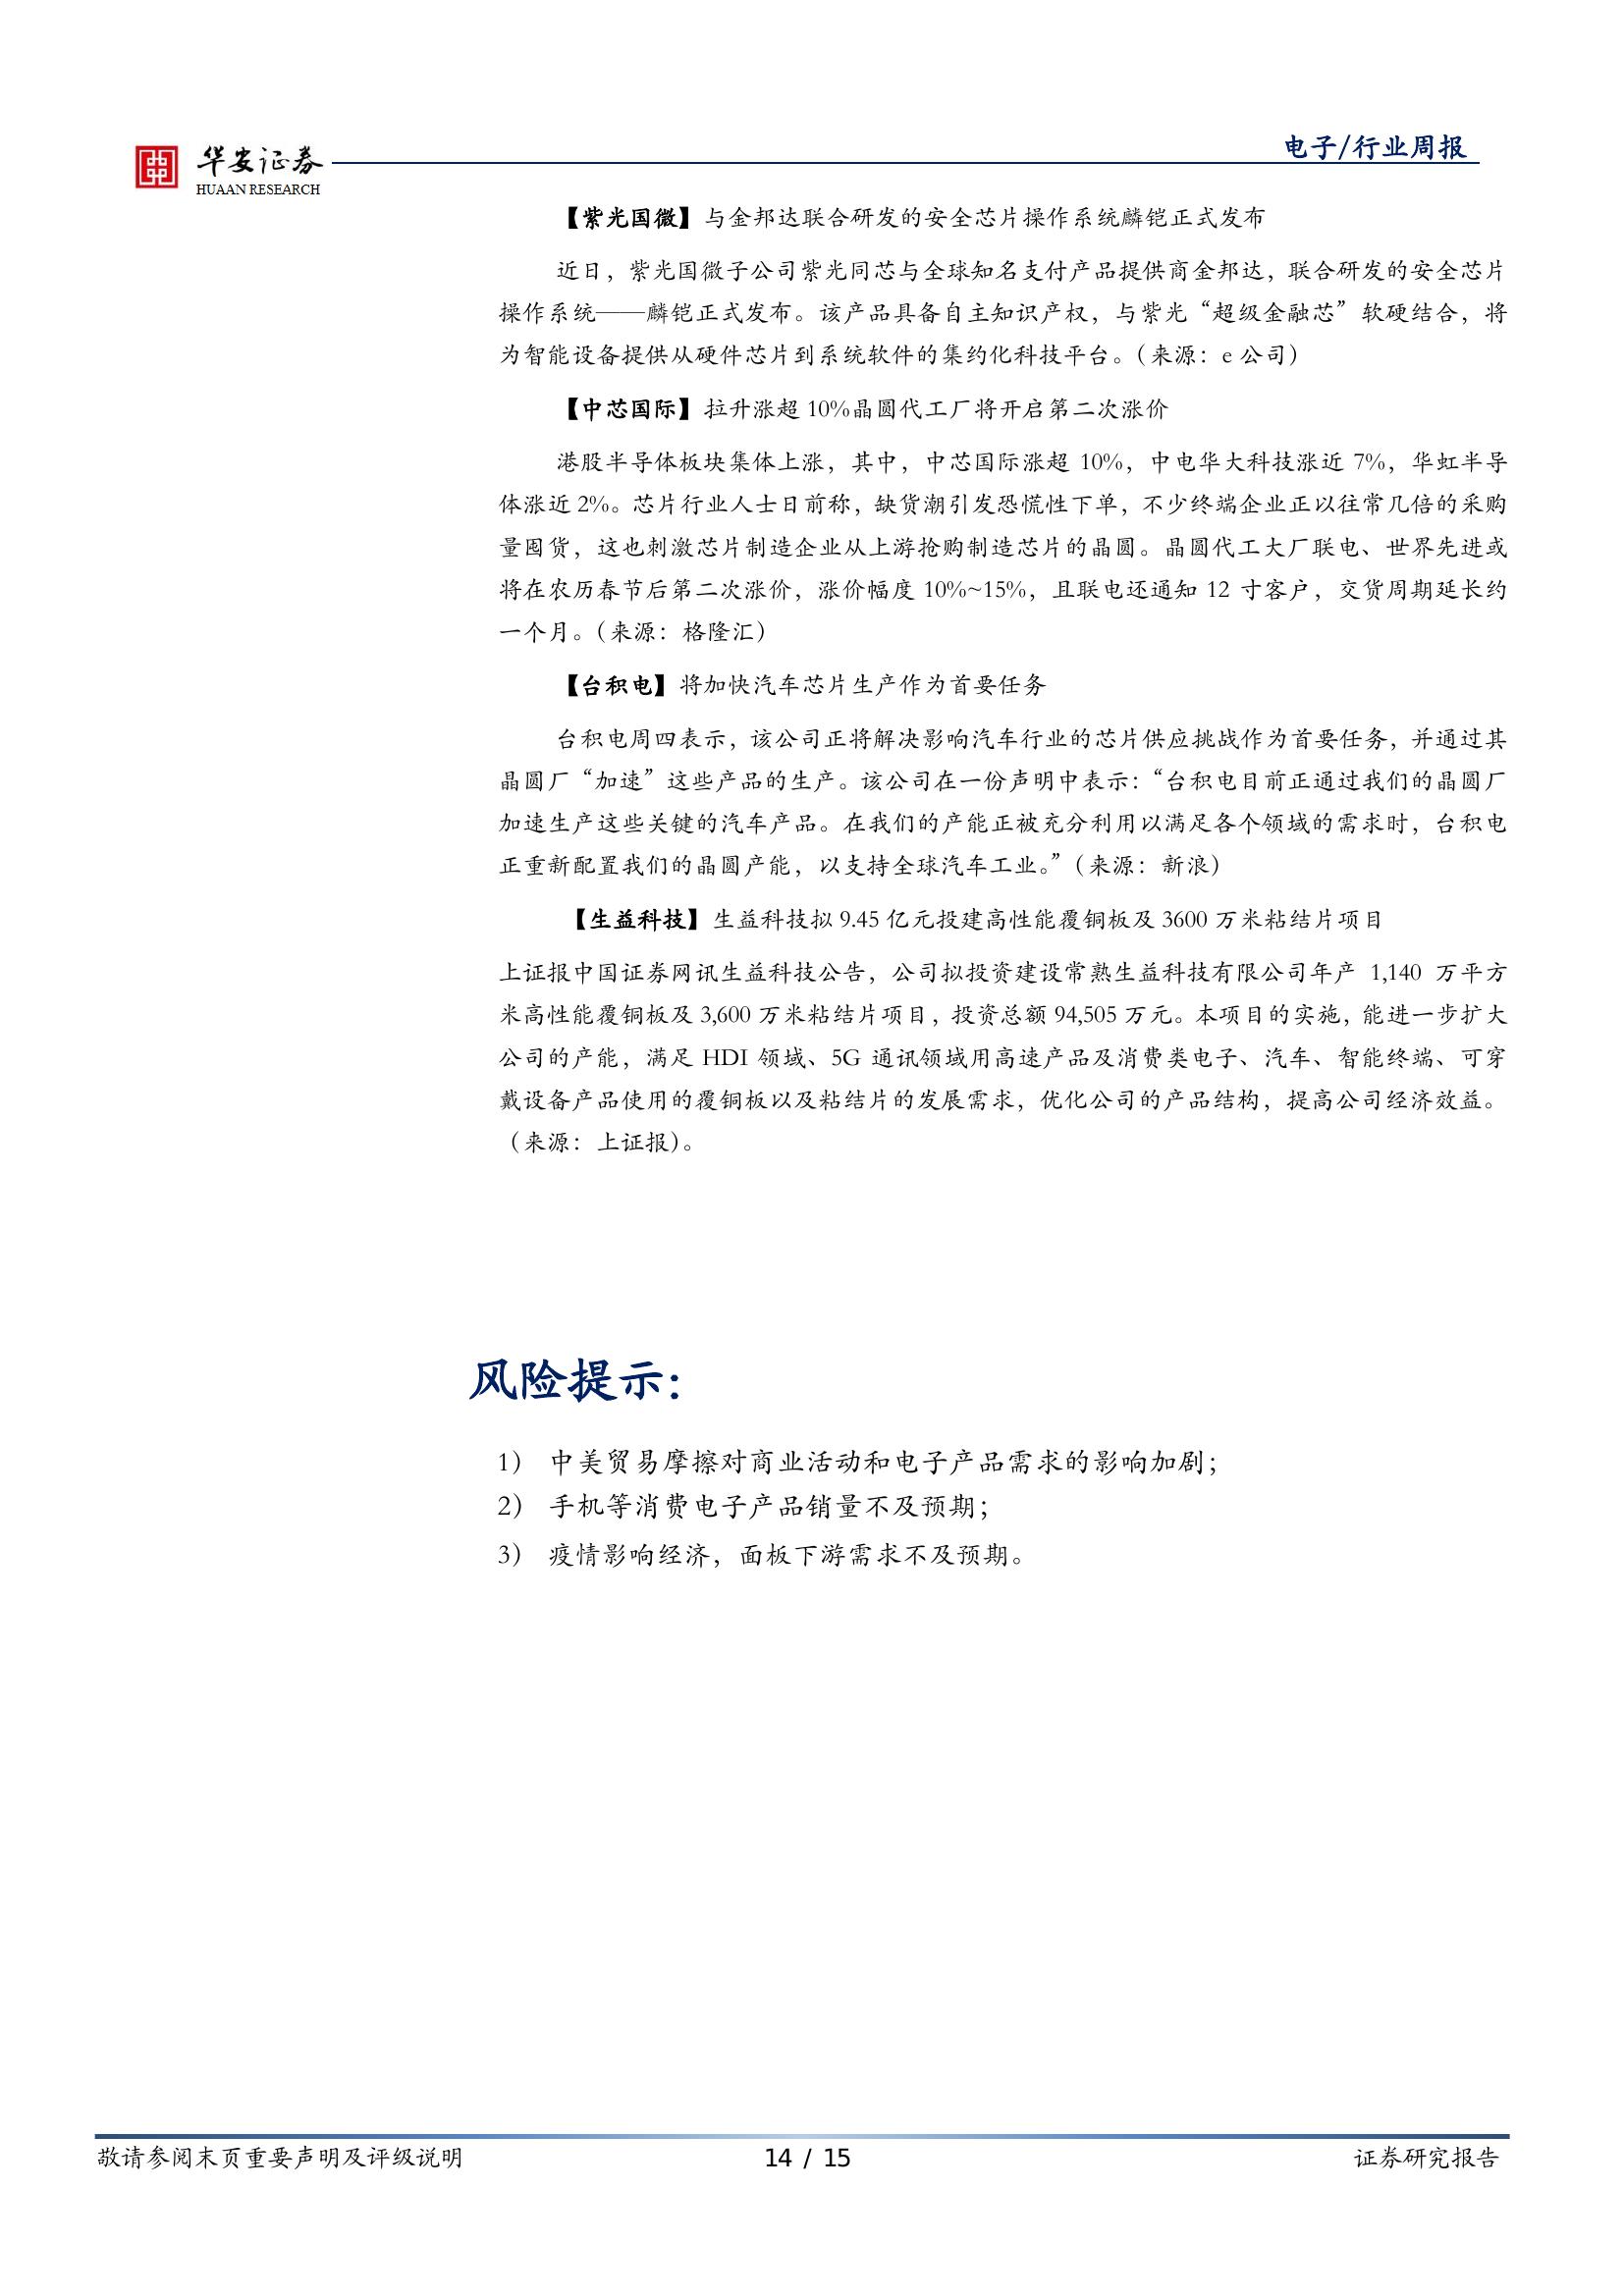 华安证券
HUAAN RESEARCH
电子/行业周报
【紫光国微】与金邦达联合研发的安全芯片操作系统麟铠正式发布
近日，紫光国微子公司紫光同芯与全球知名支付产品提供商金邦达，联合研发的安全芯片
操作系统——麟铠正式发布。该产品具备自主知识产权，与紫光“超级金融芯”软硬结合，将
为智能设备提供从硬件芯片到系统软件的集约化科技平台。（来源：e 公司）
【中芯国际】拉升涨超 10%晶圆代工厂将开启第二次涨价
港股半导体板块集体上涨，其中，中芯国际涨超 10%，中电华大科技涨近 7%，华虹半导
体涨近 2%。芯片行业人士日前称，缺货潮引发恐慌性下单，不少终端企业正以往常几倍的采购
量囤货，这也刺激芯片制造企业从上游抢购制造芯片的晶圆。晶圆代工大厂联电、世界先进或
将在农历春节后第二次涨价，涨价幅度 10%~15%，且联电还通知 12 寸客户，交货周期延长约
一个月。（来源：格隆汇）
【台积电】将加快汽车芯片生产作为首要任务
台积电周四表示，该公司正将解决影响汽车行业的芯片供应挑战作为首要任务，并通过其
晶圆厂“加速”这些产品的生产。该公司在一份声明中表示：“台积电目前正通过我们的晶圆厂
加速生产这些关键的汽车产品。在我们的产能正被充分利用以满足各个领域的需求时，台积电
正重新配置我们的晶圆产能，以支持全球汽车工业。”（来源：新浪）
【生益科技】生益科技拟 9.45 亿元投建高性能覆铜板及 3600 万米粘结片项目
上证报中国证券网讯生益科技公告，公司拟投资建设常熟生益科技有限公司年产 1,140 万平方
米高性能覆铜板及 3,600 万米粘结片项目，投资总额 94,505 万元。本项目的实施，能进一步扩大
公司的产能，满足 HDI 领域、5G 通讯领域用高速产品及消费类电子、汽车、智能终端、可穿
戴设备产品使用的覆铜板以及粘结片的发展需求，优化公司的产品结构，提高公司经济效益。
（来源：上证报）。
风险提示：
1） 中美贸易摩擦对商业活动和电子产品需求的影响加剧；
2） 手机等消费电子产品销量不及预期；
3） 疫情影响经济，面板下游需求不及预期。
敬请参阅末页重要声明及评级说明
14 / 15
证券研究报告